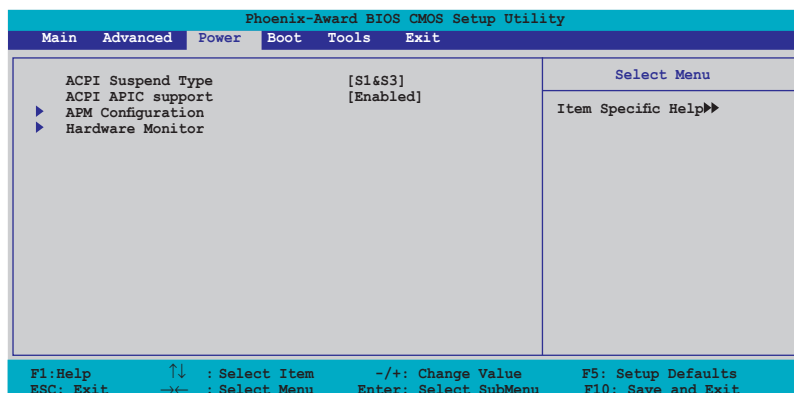 Phoenix-Award BIOS CMOS Setup Utility
Main Advanced Power Boot Tools Exit
ACPI Suspend Type [S1&S3]
ACPI APIC support [Enabled]
APM Configuration
Hardware Monitor
Select Menu
Item Specific Help
F1:Help ↑↓ : Select Item -/+: Change Value F5: Setup Defaults
ESC: Exit →← : Select Menu Enter: Select SubMenu F10: Save and Exit